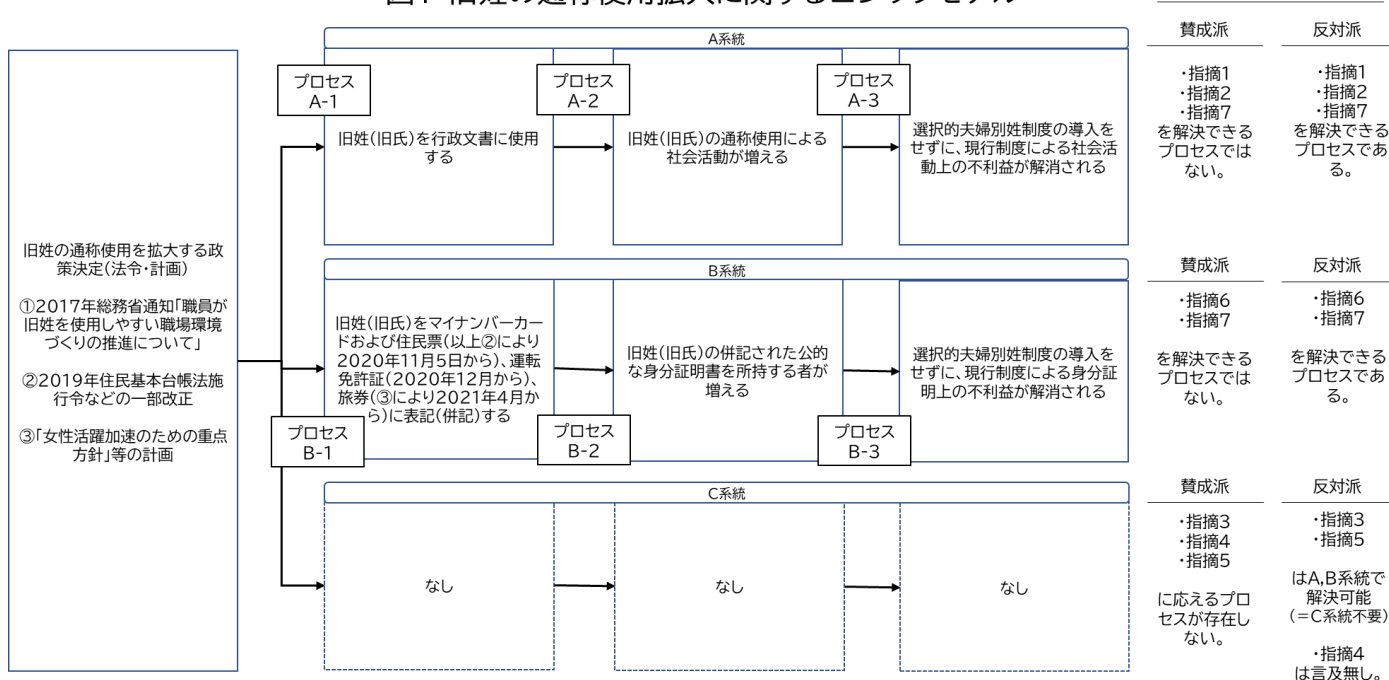 旧姓の通称使用拡大に関するロジックモデル
旧姓の通称使用を拡大する政
策決定(法令・計画)
①2017年総務省通知「職員が
旧姓を使用しやすい職場環境
づくりの推進について」
②2019年住民基本台帳法施
行令などの一部改正
③「女性活躍加速のための重点
方針」等の計画
A系統
プロセス
A-1
旧姓(旧氏)を行政文書に使用
する
プロセス
A-2
旧姓(旧氏)の通称使用による
社会活動が増える
プロセス
A-3
選択的夫婦別姓制度の導入を
せずに、現行制度による社会活
動上の不利益が解消される
賛成派
・指摘1
・指摘2
・指摘7
を解決できる
プロセスでは
ない。
反対派
・指摘1
・指摘2
・指摘7
を解決できる
プロセスであ
る。
B系統
旧姓(旧氏)をマイナンバーカー
ドおよび住民票(以上②により
2020年11月5日から)、運転
免許証(2020年12月から)、
旅券(③により2021年4月か
ら)に表記(併記)する
プロセス
B-1
旧姓(旧氏)の併記された公的
な身分証明書を所持する者が
増える
プロセス
B-2
選択的夫婦別姓制度の導入を
せずに、現行制度による身分証
明上の不利益が解消される
プロセス
B-3
賛成派
・指摘6
・指摘7
を解決できる
プロセスでは
ない。
反対派
・指摘6
・指摘7
を解決できる
プロセスであ
る。
C系統
なし
なし
なし
賛成派
・指摘3
・指摘4
・指摘5
に応えるプロ
セスが存在し
ない。
反対派
・指摘3
・指摘5
はA,B系統で
解決可能
(=C系統不要)
・指摘4
は言及無し。